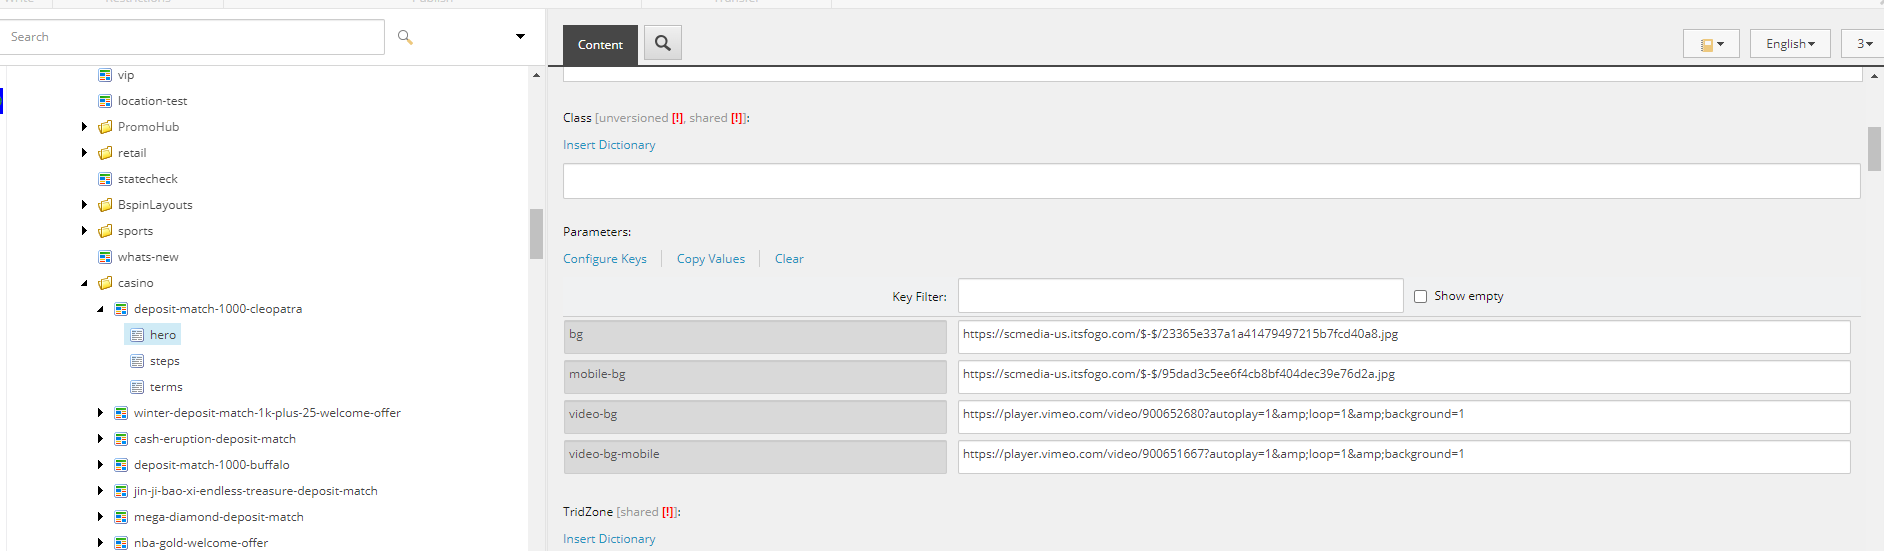 Write
Restrictions
Publish
Transfer
Search
vip
location-test
PromoHub
retail
statecheck
BspinLayouts
sports
whats-new
casino
deposit-match-1000-cleopatra
hero
steps
terms
winter-deposit-match-1k-plus-25-welcome-offer
cash-eruption-deposit-match
deposit-match-1000-buffalo
jin-ji-bao-xi-endless-treasure-deposit-match
mega-diamond-deposit-match
nba-gold-welcome-offer
Content
English
3
Class [unversioned [!], shared [!]]:
Insert Dictionary
Parameters:
Configure Keys Copy Values Clear
Key Filter: Show empty
bg https://scmedia-us.itsfogo.com/$-$/23365e337a1a41479497215b7fcd40a8.jpg
mobile-bg https://scmedia-us.itsfogo.com/$-$/95dad3c5ee6f4cb8bf404dec39e76d2a.jpg
video-bg https://player.vimeo.com/video/900652680?autoplay=1&amp;loop=1&amp;background=1
video-bg-mobile https://player.vimeo.com/video/900651667?autoplay=1&amp;loop=1&amp;background=1
TridZone [shared [!]]:
Insert Dictionary